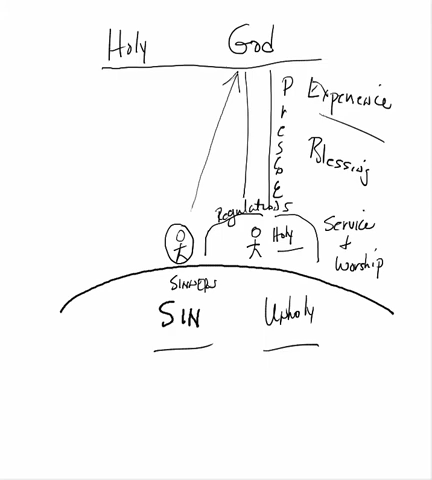 Holy God
Experience
Blessing
Regulations
Holy
Service
+
Worship
Sinners
Sin Unholy